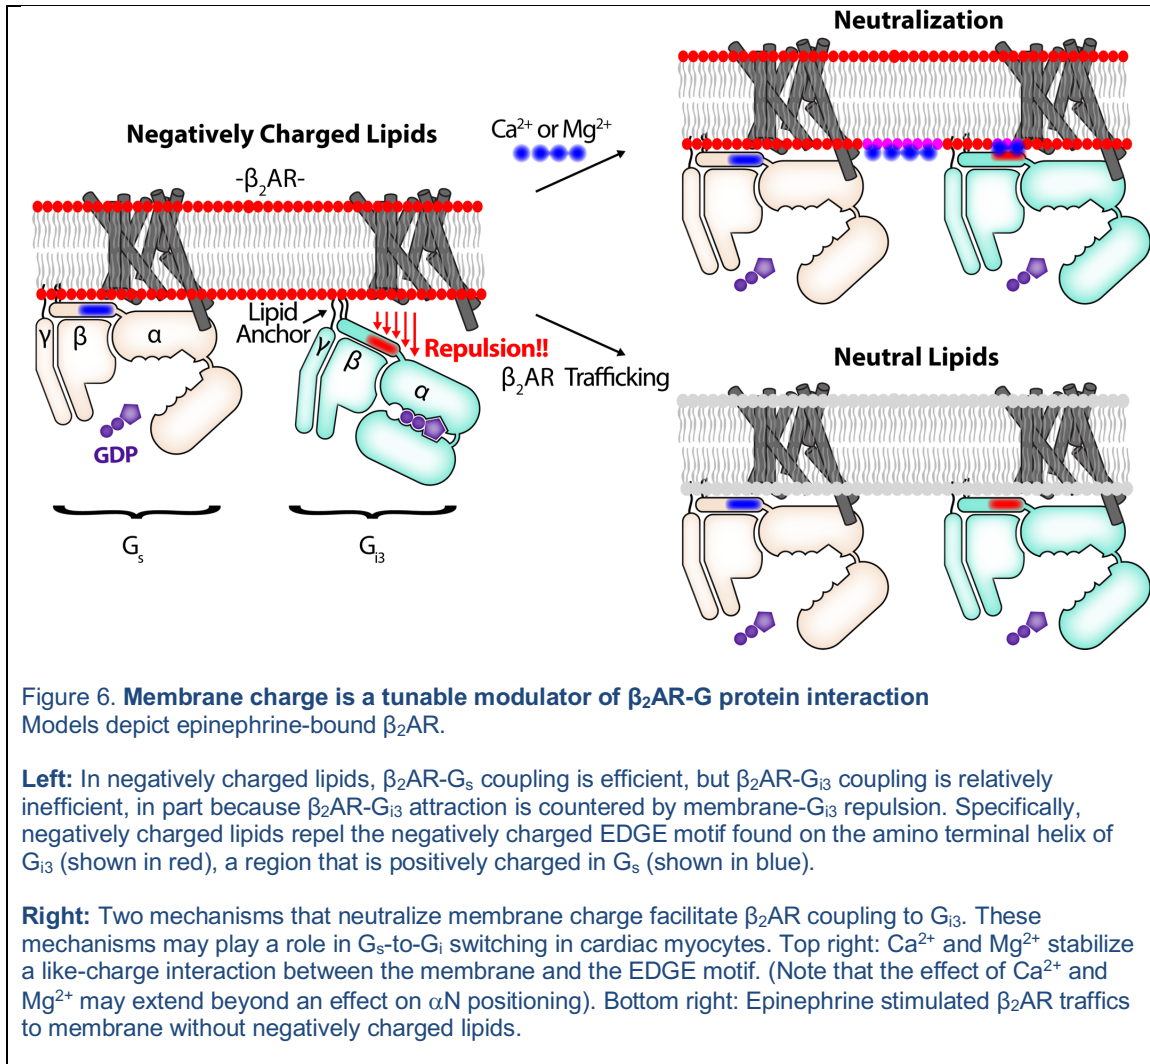 Neutralization
Negatively Charged Lipids
-β₂AR-
Ca²⁺ or Mg²⁺
Lipid
Anchor
γ
β
α
GDP
γ
β
α
Repulsion!!
β₂AR Trafficking
Neutral Lipids
Gₛ
Gᵢ₃
Figure 6. Membrane charge is a tunable modulator of β₂AR-G protein interaction
Models depict epinephrine-bound β₂AR.
Left: In negatively charged lipids, β₂AR-Gₛ coupling is efficient, but β₂AR-Gᵢ₃ coupling is relatively
inefficient, in part because β₂AR-Gᵢ₃ attraction is countered by membrane-Gᵢ₃ repulsion. Specifically,
negatively charged lipids repel the negatively charged EDGE motif found on the amino terminal helix of
Gᵢ₃ (shown in red), a region that is positively charged in Gₛ (shown in blue).
Right: Two mechanisms that neutralize membrane charge facilitate β₂AR coupling to Gᵢ₃. These
mechanisms may play a role in Gₛ-to-Gᵢ switching in cardiac myocytes. Top right: Ca²⁺ and Mg²⁺ stabilize
a like-charge interaction between the membrane and the EDGE motif. (Note that the effect of Ca²⁺ and
Mg²⁺ may extend beyond an effect on αN positioning). Bottom right: Epinephrine stimulated β₂AR traffics
to membrane without negatively charged lipids.